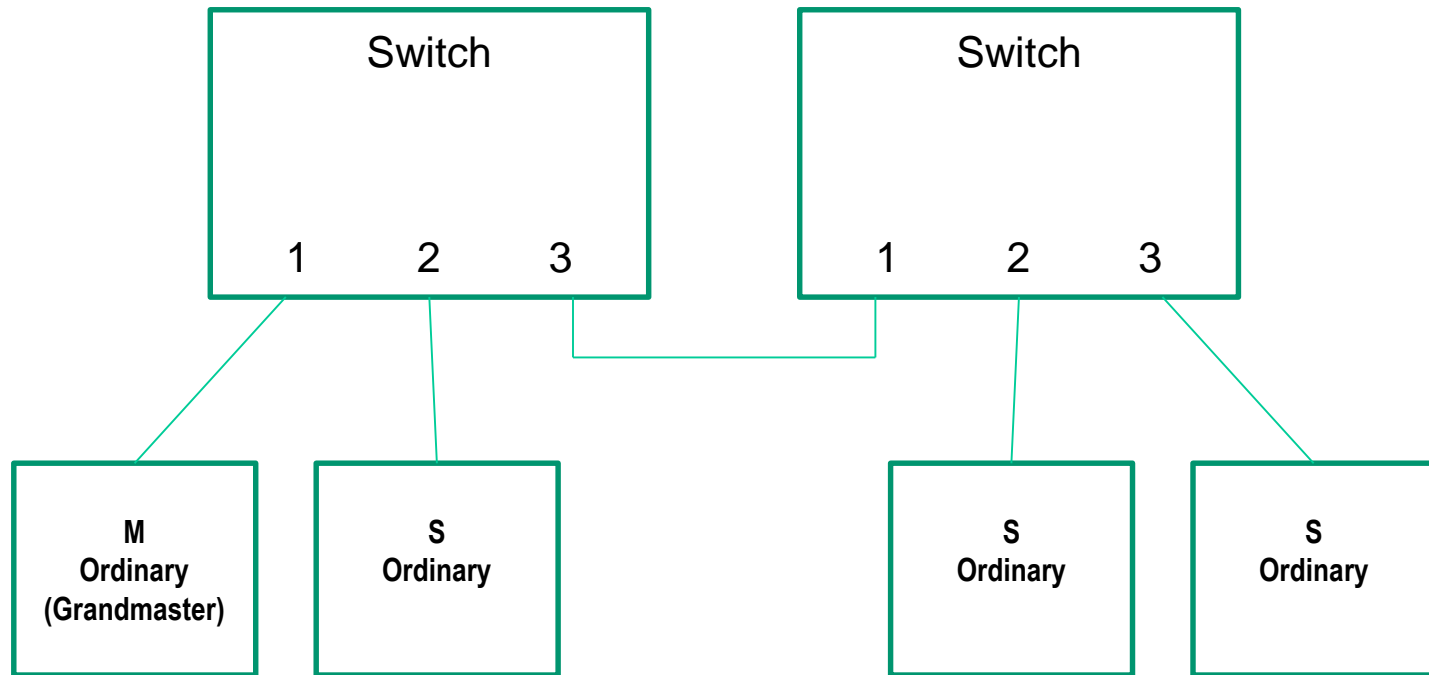 Switch
1 2 3
Switch
1 2 3
M
Ordinary
(Grandmaster)
S
Ordinary
S
Ordinary
S
Ordinary